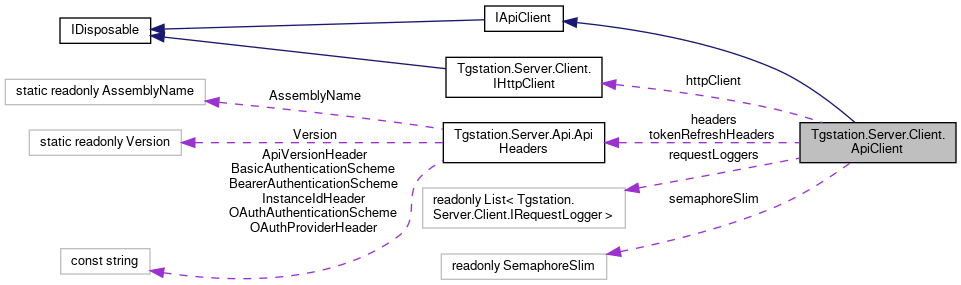 IDisposable
IApiClient
Tgstation.Server.Client.
IHttpClient
httpClient
static readonly AssemblyName
AssemblyName
static readonly Version
Version
Tgstation.Server.Api.Api
Headers
headers
tokenRefreshHeaders
Tgstation.Server.Client.
ApiClient
ApiVersionHeader
BasicAuthenticationScheme
BearerAuthenticationScheme
InstanceIdHeader
OAuthAuthenticationScheme
OAuthProviderHeader
requestLoggers
readonly List< Tgstation.
Server.Client.IRequestLogger >
semaphoreSlim
const string
readonly SemaphoreSlim